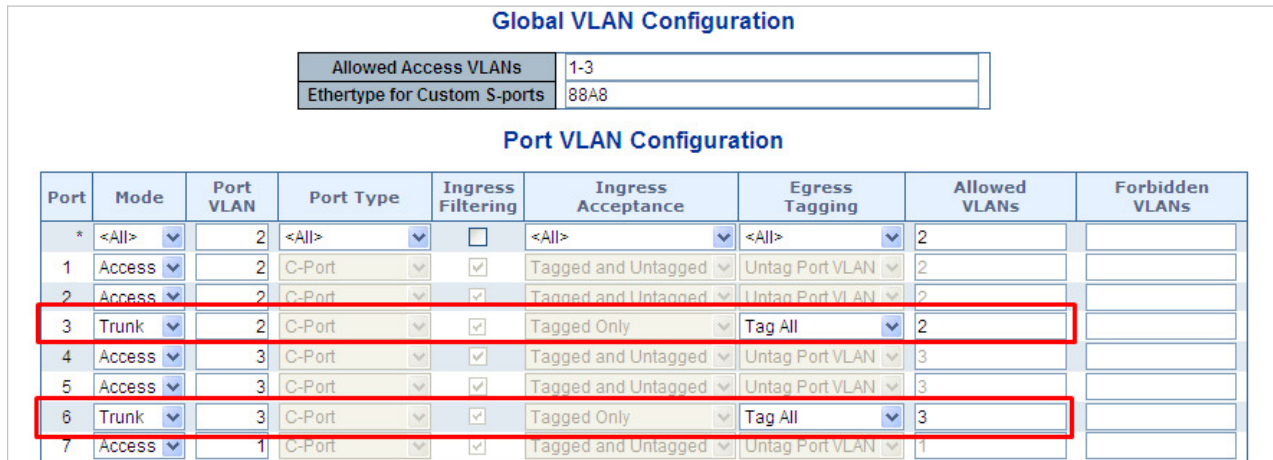 Global VLAN Configuration
Allowed Access VLANs 1-3
Ethertype for Custom S-ports 88A8
Port VLAN Configuration
Port Mode Port VLAN Port Type Ingress Filtering Ingress Acceptance Egress Tagging Allowed VLANs Forbidden VLANs
* <All> 2 <All> <All> <All> 2
1 Access 2 C-Port Tagged and Untagged Untag Port VLAN 2
2 Access 2 C-Port Tagged and Untagged Untag Port VLAN 2
3 Trunk 2 C-Port Tagged Only Tag All 2
4 Access 3 C-Port Tagged and Untagged Untag Port VLAN 3
5 Access 3 C-Port Tagged and Untagged Untag Port VLAN 3
6 Trunk 3 C-Port Tagged Only Tag All 3
7 Access 1 C-Port Tagged and Untagged Untag Port VLAN 1